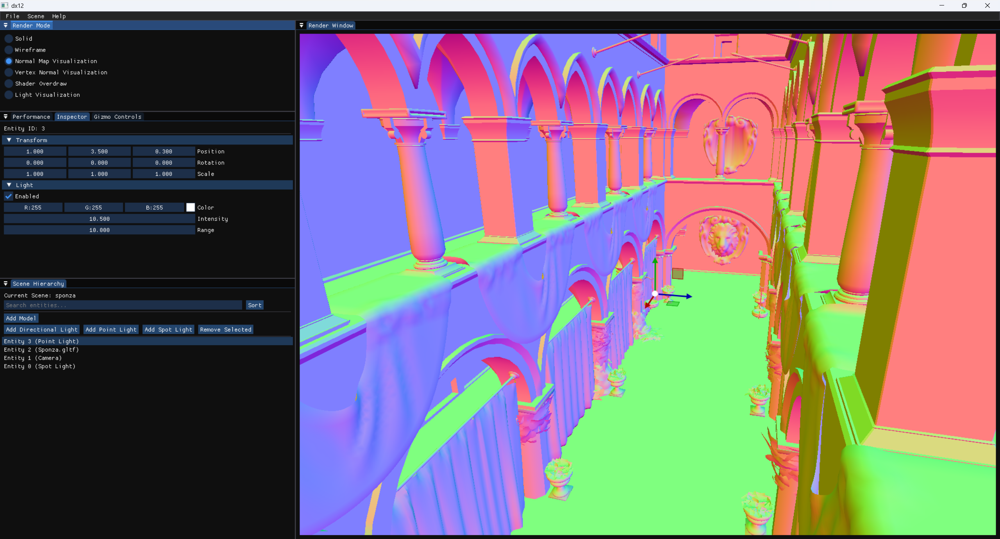 dx12
File Scene Help
Render Mode
Solid
Wireframe
Normal Map Visualization
Vertex Normal Visualization
Shader Overdraw
Light Visualization
Performance Inspector Gizmo Controls
Entity ID: 3
Transform
1.000 3.500 0.300 Position
0.000 0.000 0.000 Rotation
1.000 1.000 1.000 Scale
Light
Enabled
R:255 G:255 B:255 Color
10.500 Intensity
10.000 Range
Scene Hierarchy
Current Scene: sponza
Search entities... Sort
Add Model
Add Directional Light Add Point Light Add Spot Light Remove Selected
Entity 3 (Point Light)
Entity 2 (Sponza.gltf)
Entity 1 (Camera)
Entity 0 (Spot Light)
Render Window